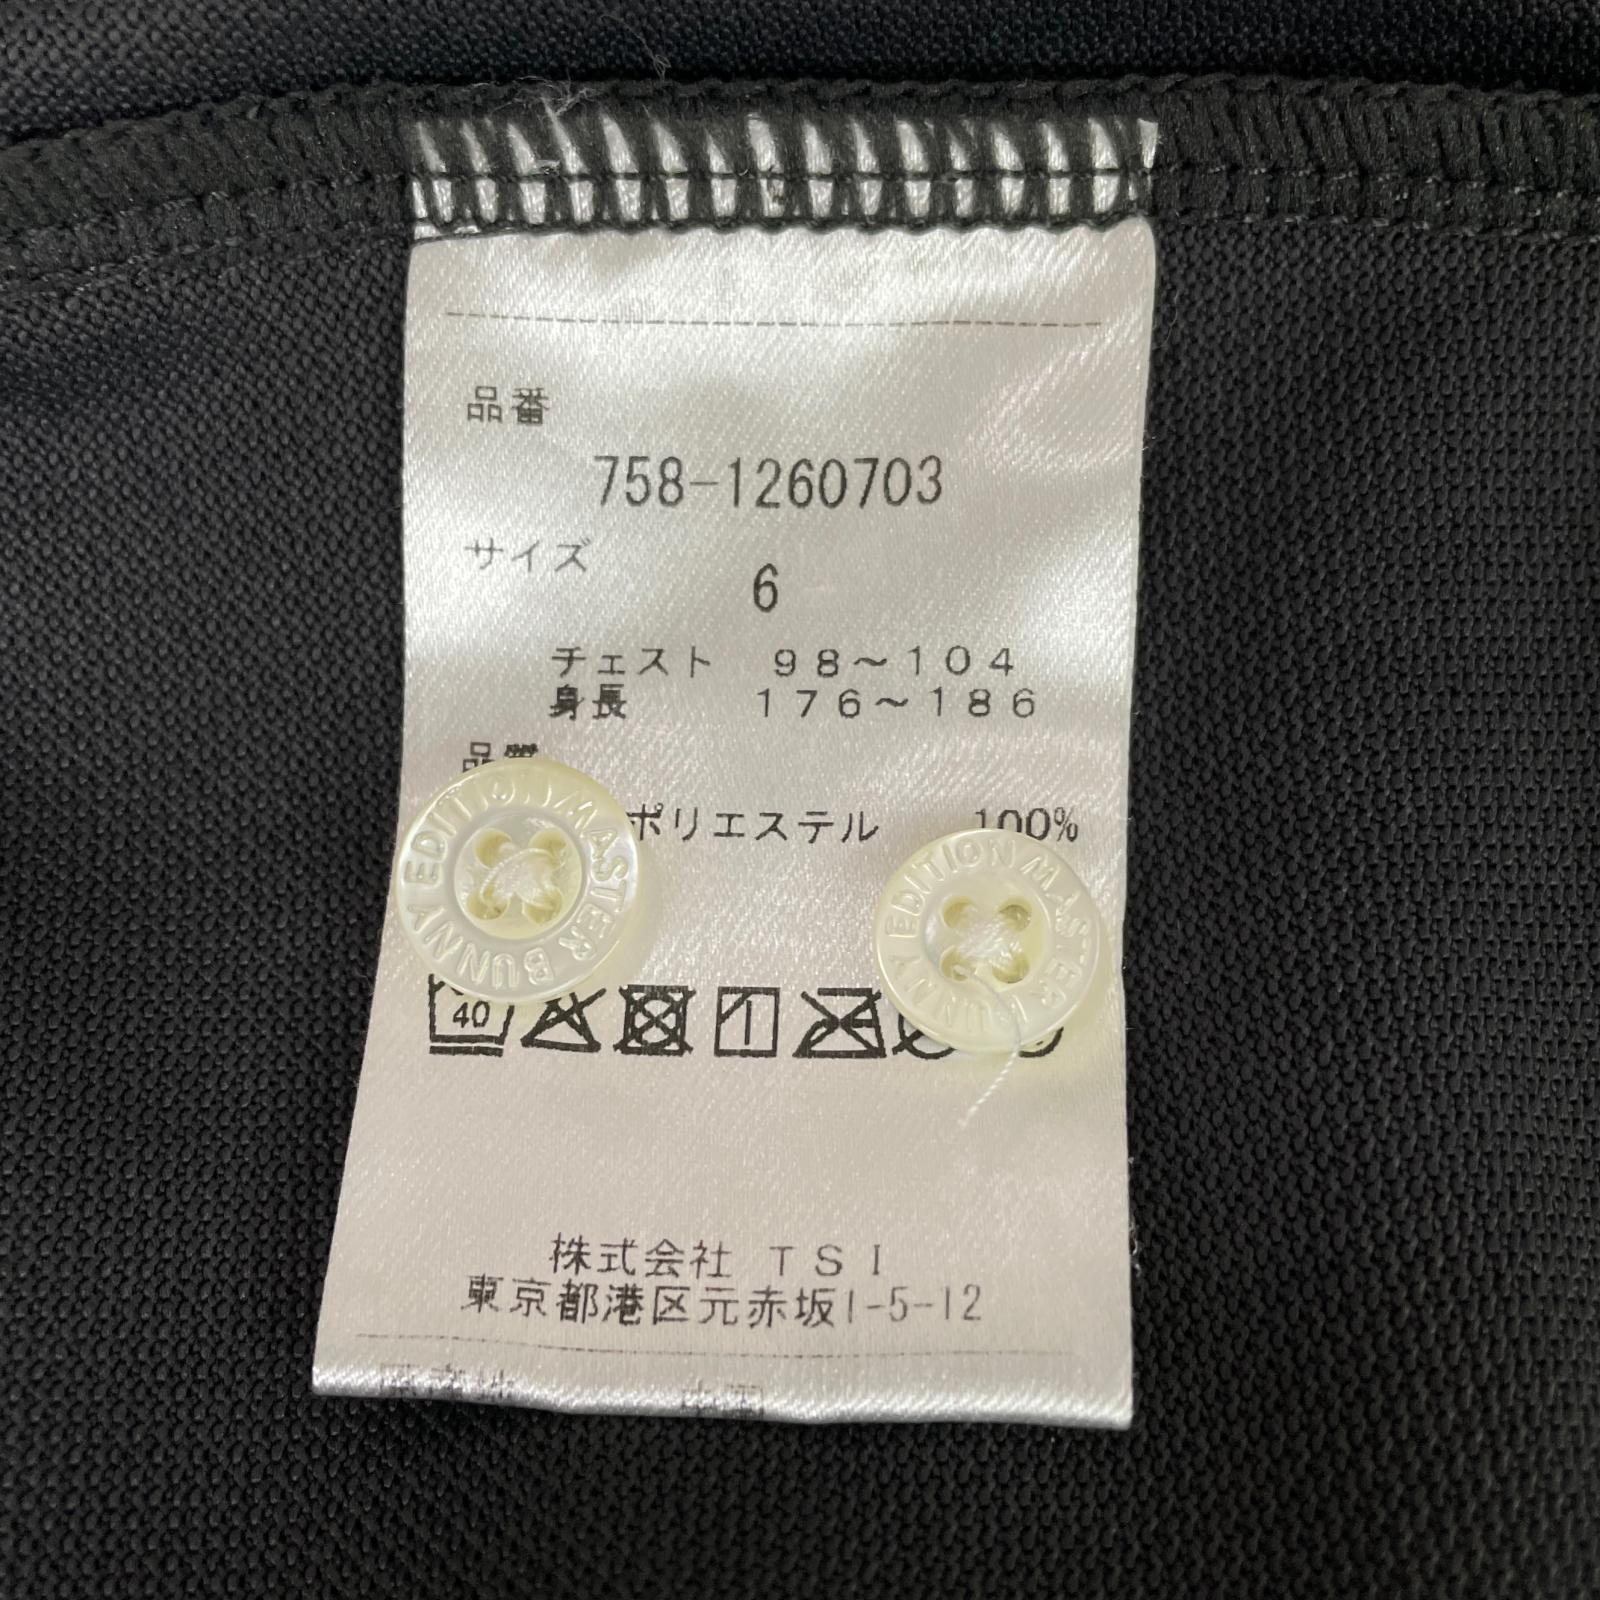 品番
758-1260703
サイズ
6
チェスト 98～104
身長 176～186
品質
ポリエステル 100%
EDITION MASTER BUNNY
EDITION MASTER BUNNY
40
株式会社 TSI
東京都港区元赤坂1-5-12